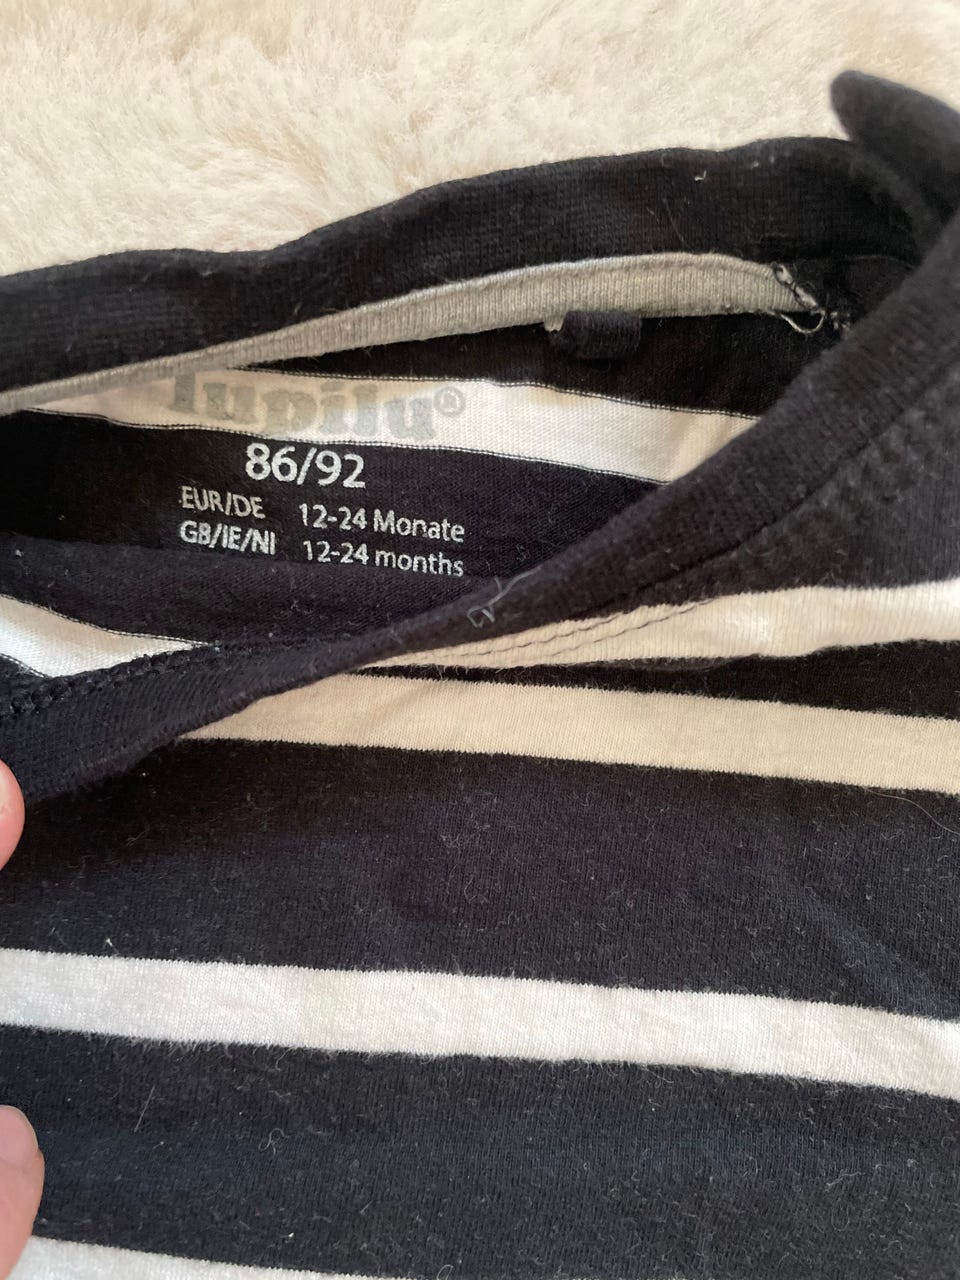 lupilu®
86/92
EUR/DE 12-24 Monate
GB/IE/NI 12-24 months